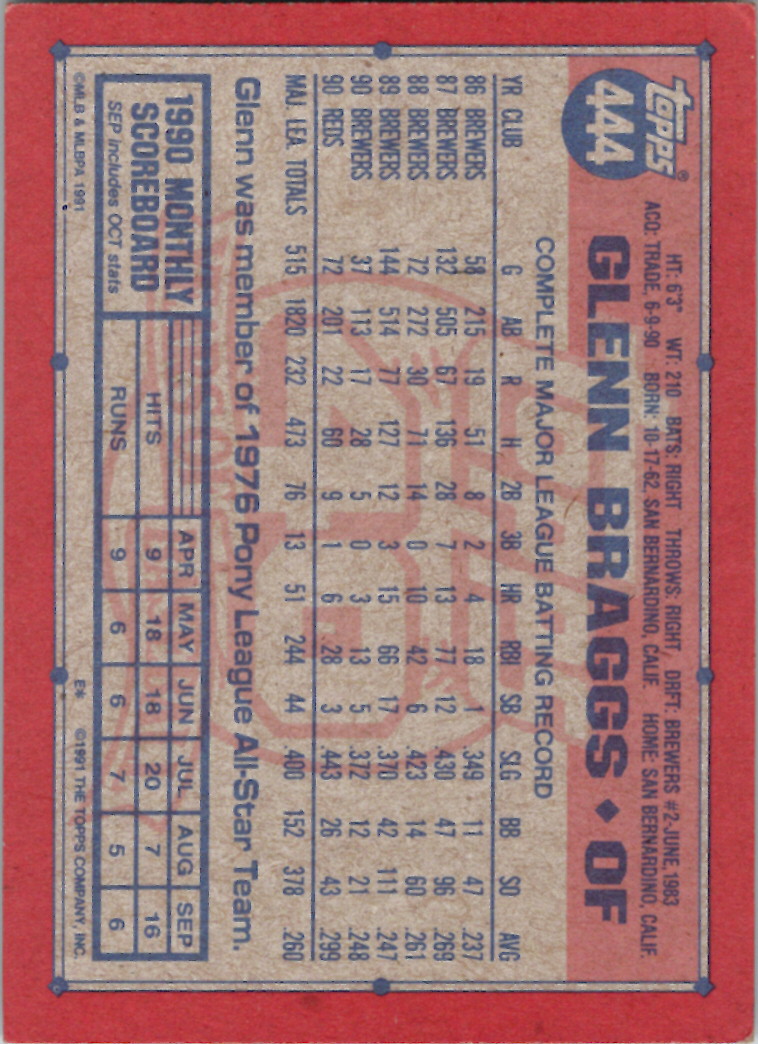 topps®
444
HT: 6'3" WT: 210 BATS: RIGHT THROWS: RIGHT, DRFT: BREWERS #2-JUNE, 1983
ACQ: TRADE, 6-9-90 BORN: 10-17-62, SAN BERNARDINO, CALIF. HOME: SAN BERNARDINO, CALIF.
GLENN BRAGGS ◆ OF
COMPLETE MAJOR LEAGUE BATTING RECORD
YR CLUB G AB R H 2B 3B HR RBI SB SLG BB SO AVG
86 BREWERS 58 215 19 51 8 2 4 18 1 .349 11 47 .237
87 BREWERS 132 505 67 136 28 7 13 77 12 .430 47 96 .269
88 BREWERS 72 272 30 71 14 0 10 42 6 .423 14 60 .261
89 BREWERS 144 514 77 127 12 3 15 66 17 .370 42 111 .247
90 BREWERS 37 113 17 28 5 0 3 13 5 .372 12 21 .248
90 REDS 72 201 22 60 9 1 6 28 3 .443 26 43 .299
MAJ. LEA. TOTALS 515 1820 232 473 76 13 51 244 44 .400 152 378 .260
Glenn was member of 1976 Pony League All-Star Team.
1990 MONTHLY
SCOREBOARD
SEP includes OCT stats
APR MAY JUN JUL AUG SEP
HITS 9 18 18 20 7 16
RUNS 9 6 6 7 5 6
©MLB & MLBPA 1991 E* ©1991 THE TOPPS COMPANY, INC.